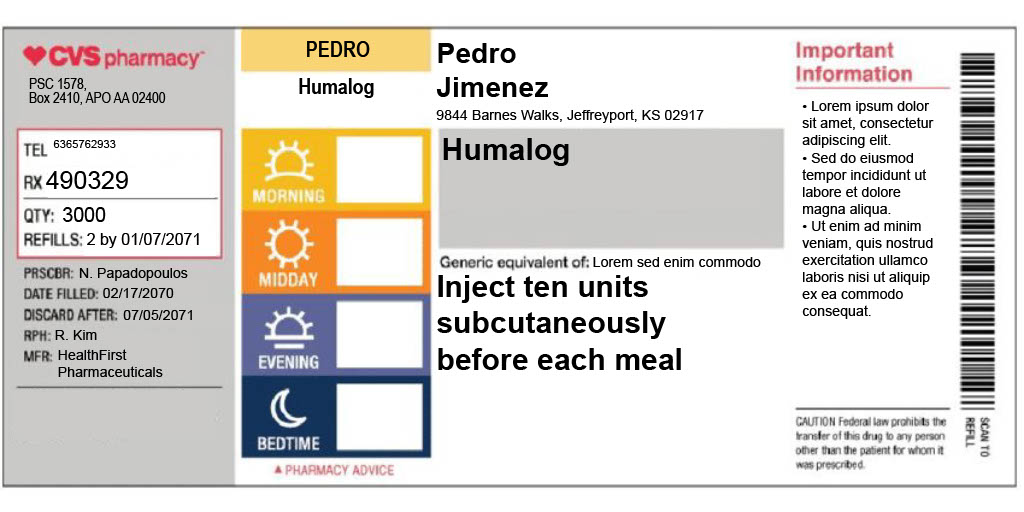 CVS pharmacy
PSC 1578,
Box 2410, APO AA 02400
TEL 6365762933
RX 490329
QTY: 3000
REFILLS: 2 by 01/07/2071
PRSCBR: N. Papadopoulos
DATE FILLED: 02/17/2070
DISCARD AFTER: 07/05/2071
RPH: R. Kim
MFR: HealthFirst
Pharmaceuticals
PEDRO
Humalog
MORNING
MIDDAY
EVENING
BEDTIME
▲ PHARMACY ADVICE
Pedro
Jimenez
9844 Barnes Walks, Jeffreyport, KS 02917
Humalog
Generic equivalent of: Lorem sed enim commodo
Inject ten units
subcutaneously
before each meal
Important
Information
• Lorem ipsum dolor
sit amet, consectetur
adipiscing elit.
• Sed do eiusmod
tempor incididunt ut
labore et dolore
magna aliqua.
• Ut enim ad minim
veniam, quis nostrud
exercitation ullamco
laboris nisi ut aliquip
ex ea commodo
consequat.
CAUTION Federal law prohibits the
transfer of this drug to any person
other than the patient for whom it
was prescribed.
SCAN TO
REFILL